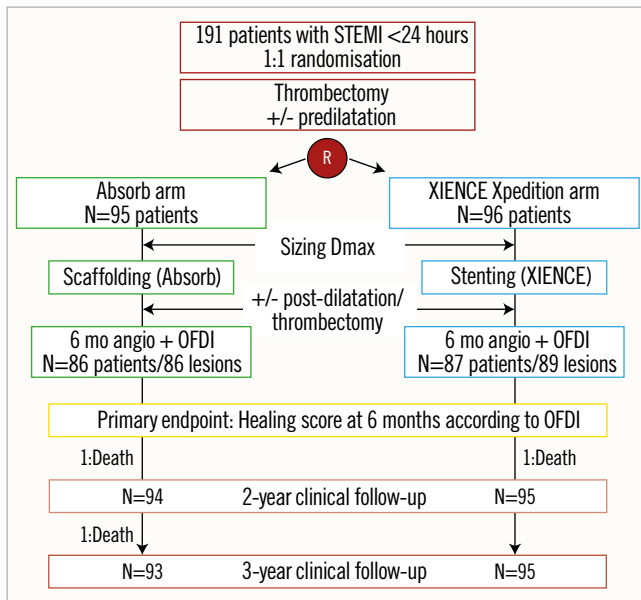 191 patients with STEMI <24 hours
1:1 randomisation
Thrombectomy
+/- predilatation
R
Absorb arm
N=95 patients
XIENCE Xpedition arm
N=96 patients
Sizing Dmax
Scaffolding (Absorb)
Stenting (XIENCE)
+/- post-dilatation/
thrombectomy
6 mo angio + OFDI
N=86 patients/86 lesions
6 mo angio + OFDI
N=87 patients/89 lesions
Primary endpoint: Healing score at 6 months according to OFDI
1:Death
1:Death
N=94
2-year clinical follow-up
N=95
1:Death
N=93
3-year clinical follow-up
N=95